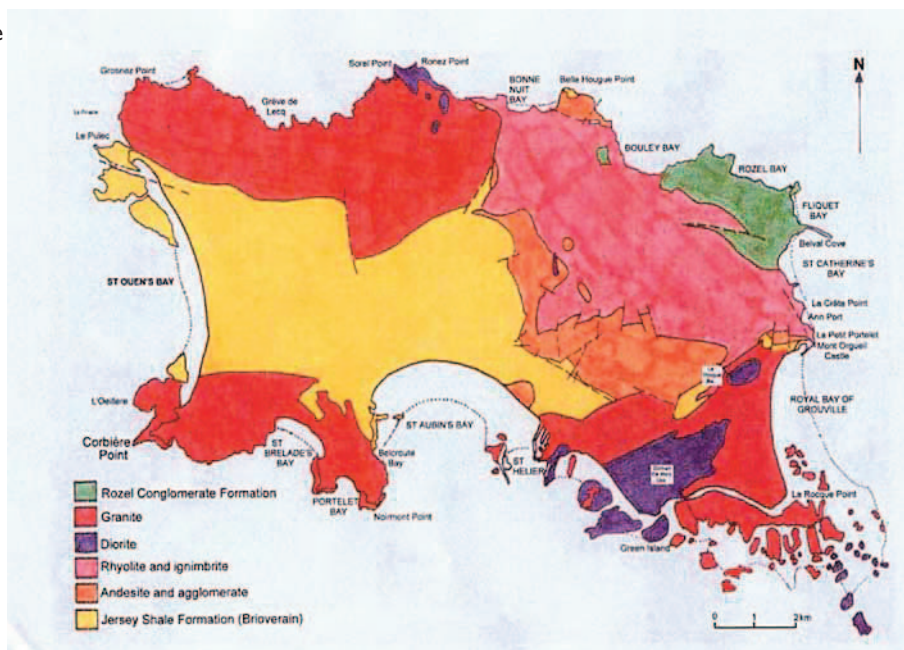 e
N
Sorel Point
Ronez Point
Grosnez Point
BONNE
NUIT
BAY
Belle Hougue Point
Grève de
Lecq
Le Pulec
BOULEY BAY
ROZEL BAY
FLIQUET
BAY
Belval Cove
ST CATHERINE'S
BAY
ST OUEN'S BAY
La Crête Point
Ann Port
Le Petit Portelet
Mont Orgueil
Castle
L'Oeillere
ROYAL BAY OF
GROUVILLE
Corbière
Point
ST
BRELADE'S
BAY
ST AUBIN'S BAY
Belcroute
Bay
ST
HELIER
PORTELET
BAY
Noirmont Point
La Rocque Point
Green Island
Rozel Conglomerate Formation
Granite
Diorite
Rhyolite and ignimbrite
Andesite and agglomerate
Jersey Shale Formation (Brioverain)
0 1 2km